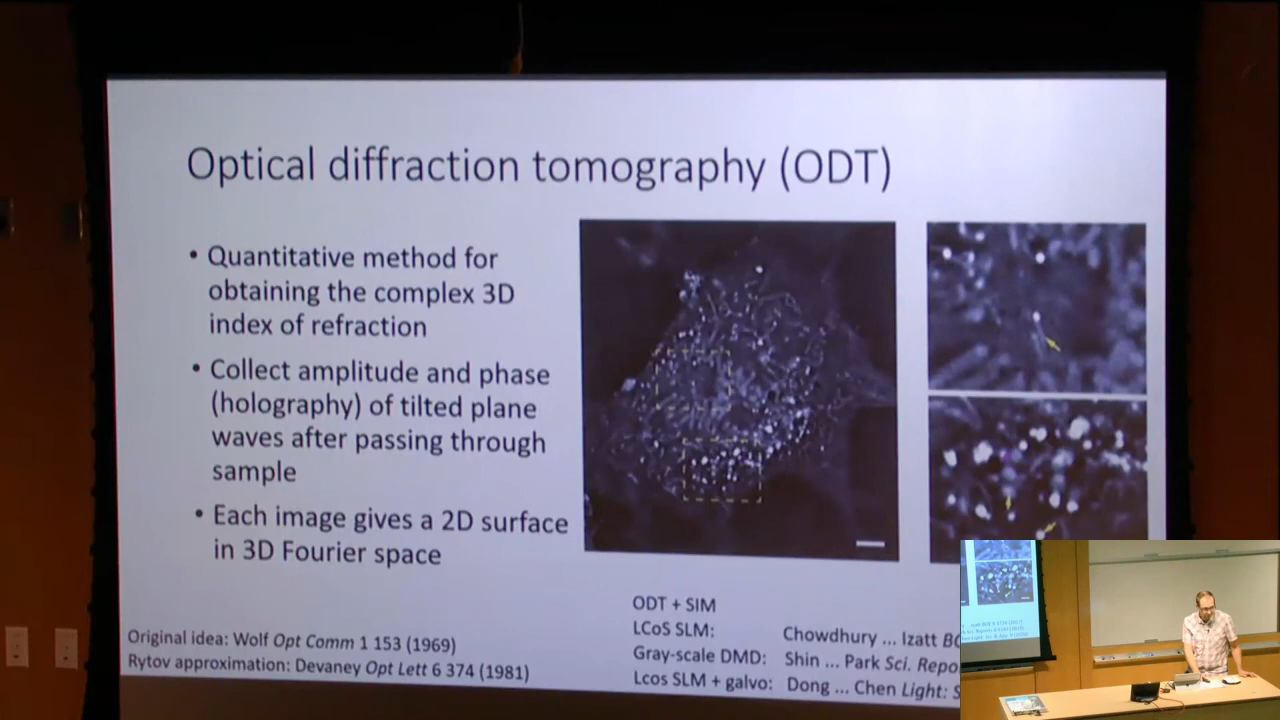 Optical diffraction tomography (ODT)
• Quantitative method for
obtaining the complex 3D
index of refraction
• Collect amplitude and phase
(holography) of tilted plane
waves after passing through
sample
• Each image gives a 2D surface
in 3D Fourier space
ODT + SIM
LCoS SLM: Chowdhury ... Izatt
Gray-scale DMD: Shin ... Park Sci. Repo
Lcos SLM + galvo: Dong ... Chen Light: S
Original idea: Wolf Opt Comm 1 153 (1969)
Rytov approximation: Devaney Opt Lett 6 374 (1981)